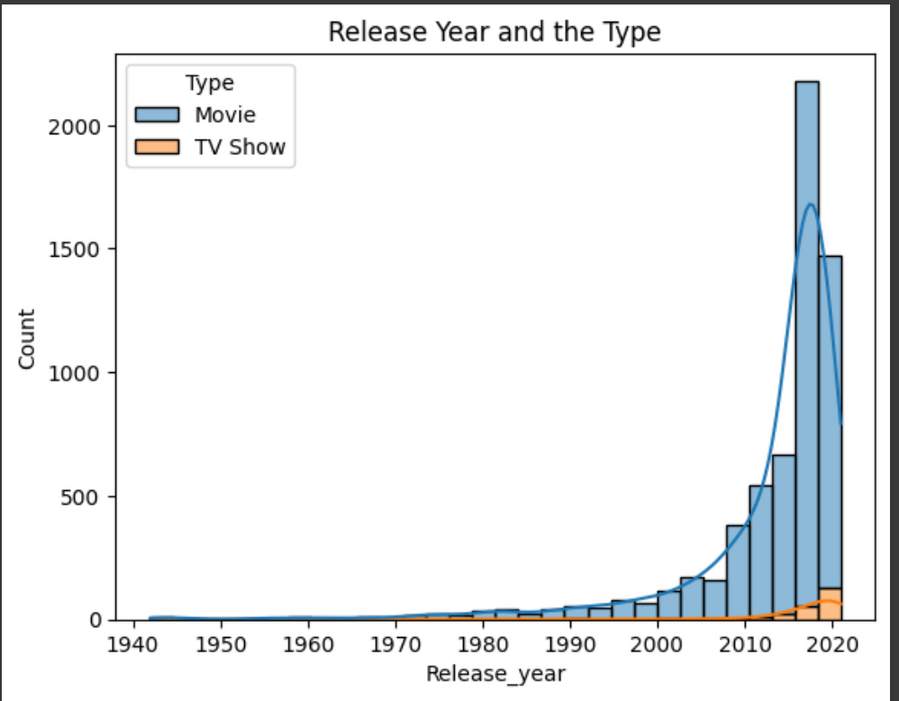 Release Year and the Type
Type
Movie
TV Show
2000
1500
1000
500
0
Count
1940 1950 1960 1970 1980 1990 2000 2010 2020
Release_year